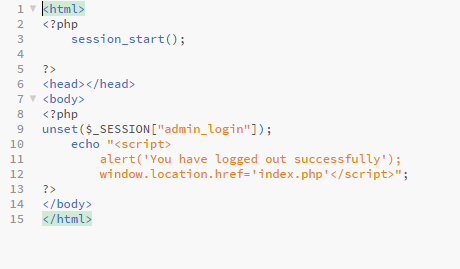 1 <html>
2 <?php
3     session_start();
4
5 ?>
6 <head></head>
7 <body>
8 <?php
9 unset($_SESSION["admin_login"]);
10     echo "<script>
11         alert('You have logged out successfully');
12         window.location.href='index.php'</script>";
13 ?>
14 </body>
15 </html>